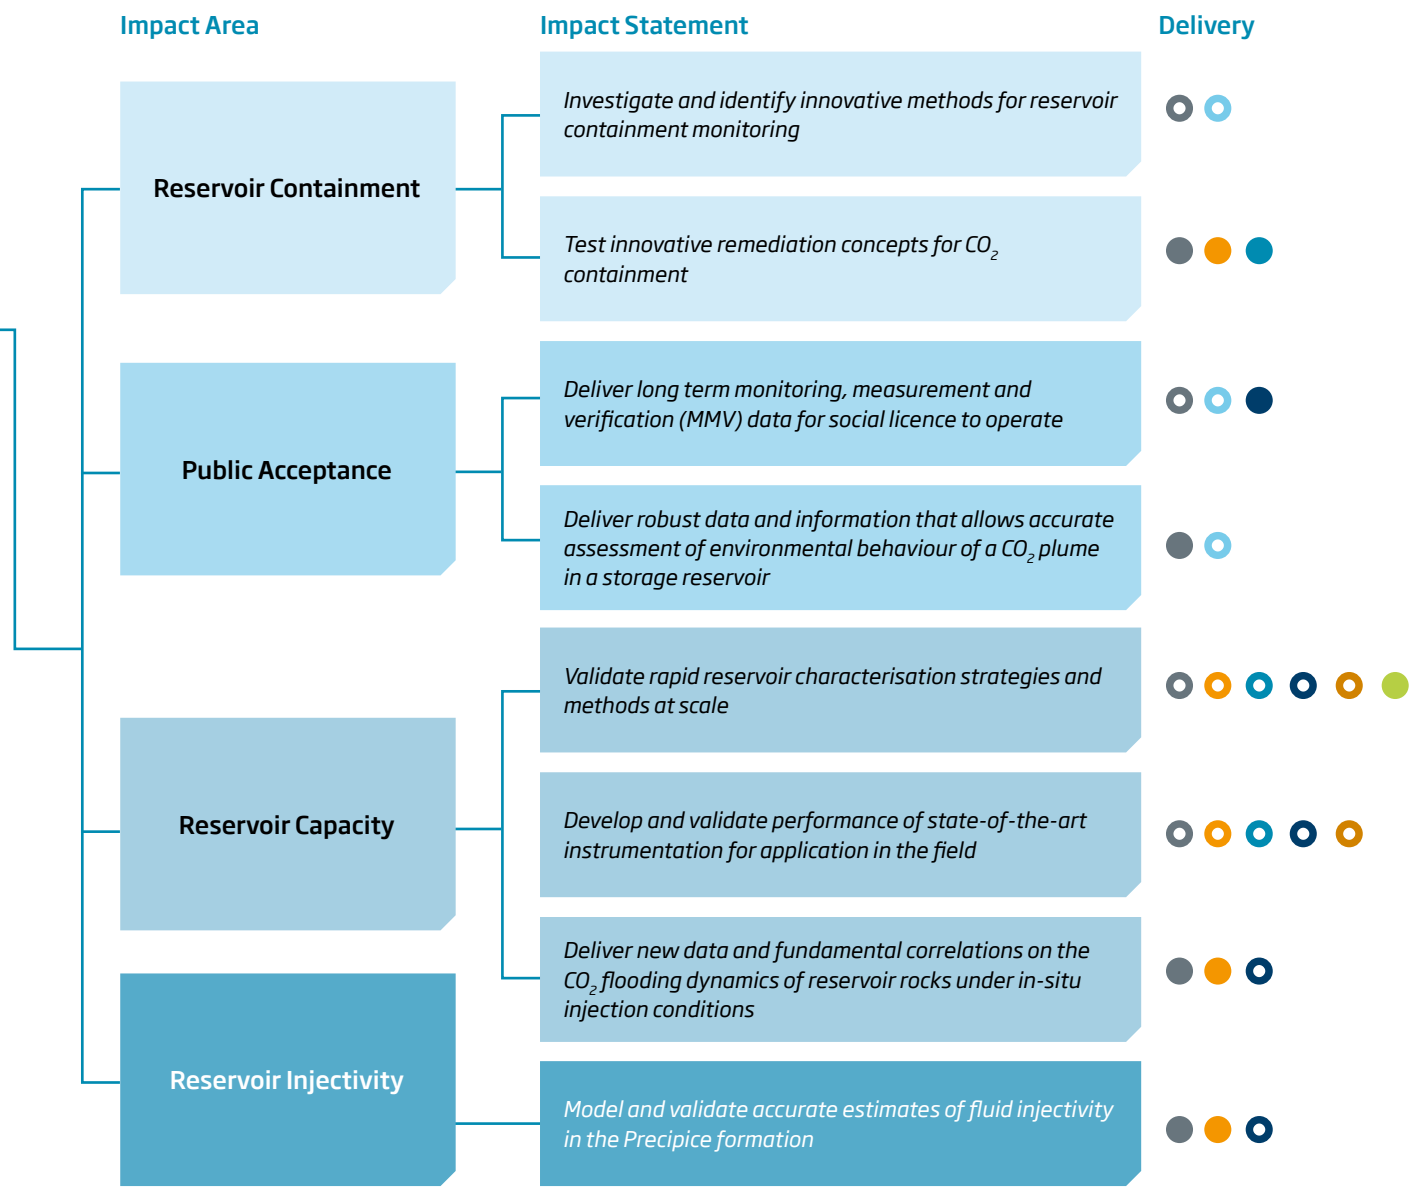 Impact Area
Impact Statement
Delivery
Reservoir Containment
Investigate and identify innovative methods for reservoir
containment monitoring
Test innovative remediation concepts for CO2
containment
Public Acceptance
Deliver long term monitoring, measurement and
verification (MMV) data for social licence to operate
Deliver robust data and information that allows accurate
assessment of environmental behaviour of a CO2 plume
in a storage reservoir
Reservoir Capacity
Validate rapid reservoir characterisation strategies and
methods at scale
Develop and validate performance of state-of-the-art
instrumentation for application in the field
Deliver new data and fundamental correlations on the
CO2 flooding dynamics of reservoir rocks under in-situ
injection conditions
Reservoir Injectivity
Model and validate accurate estimates of fluid injectivity
in the Precipice formation